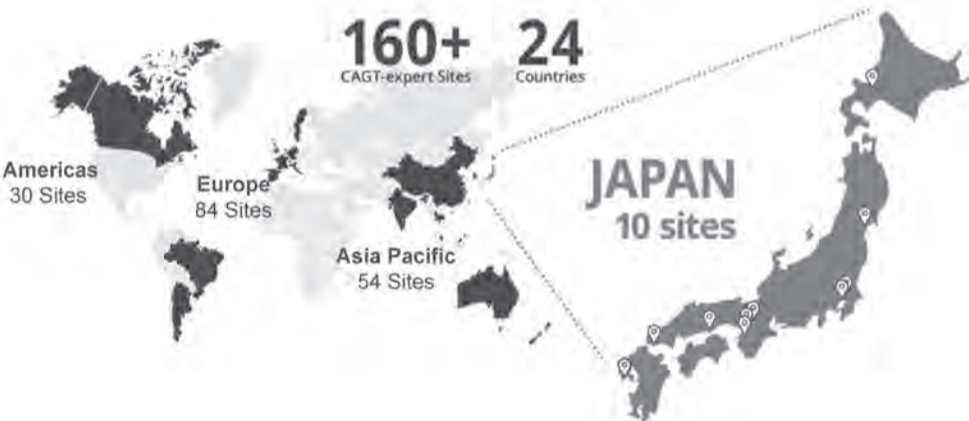 160+
CAGT-expert Sites
24
Countries
Americas
30 Sites
Europe
84 Sites
Asia Pacific
54 Sites
JAPAN
10 sites